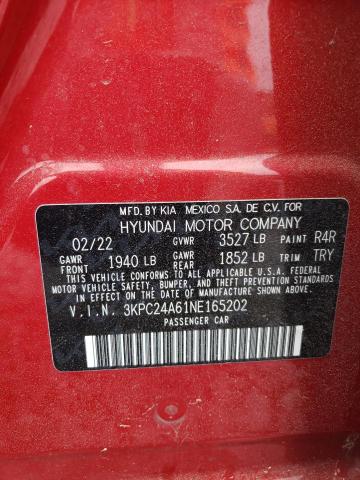 MFD. BY KIA MEXICO S.A. DE C.V. FOR
HYUNDAI MOTOR COMPANY
02/22 GVWR 3527 LB PAINT R4R
GAWR FRONT 1940 LB GAWR REAR 1852 LB TRIM TRY
THIS VEHICLE CONFORMS TO ALL APPLICABLE U.S.A. FEDERAL
MOTOR VEHICLE SAFETY, BUMPER, AND THEFT PREVENTION
STANDARDS IN EFFECT ON THE DATE OF MANUFACTURE SHOWN ABOVE.
V.I.N. 3KPC24A61NE165202
PASSENGER CAR